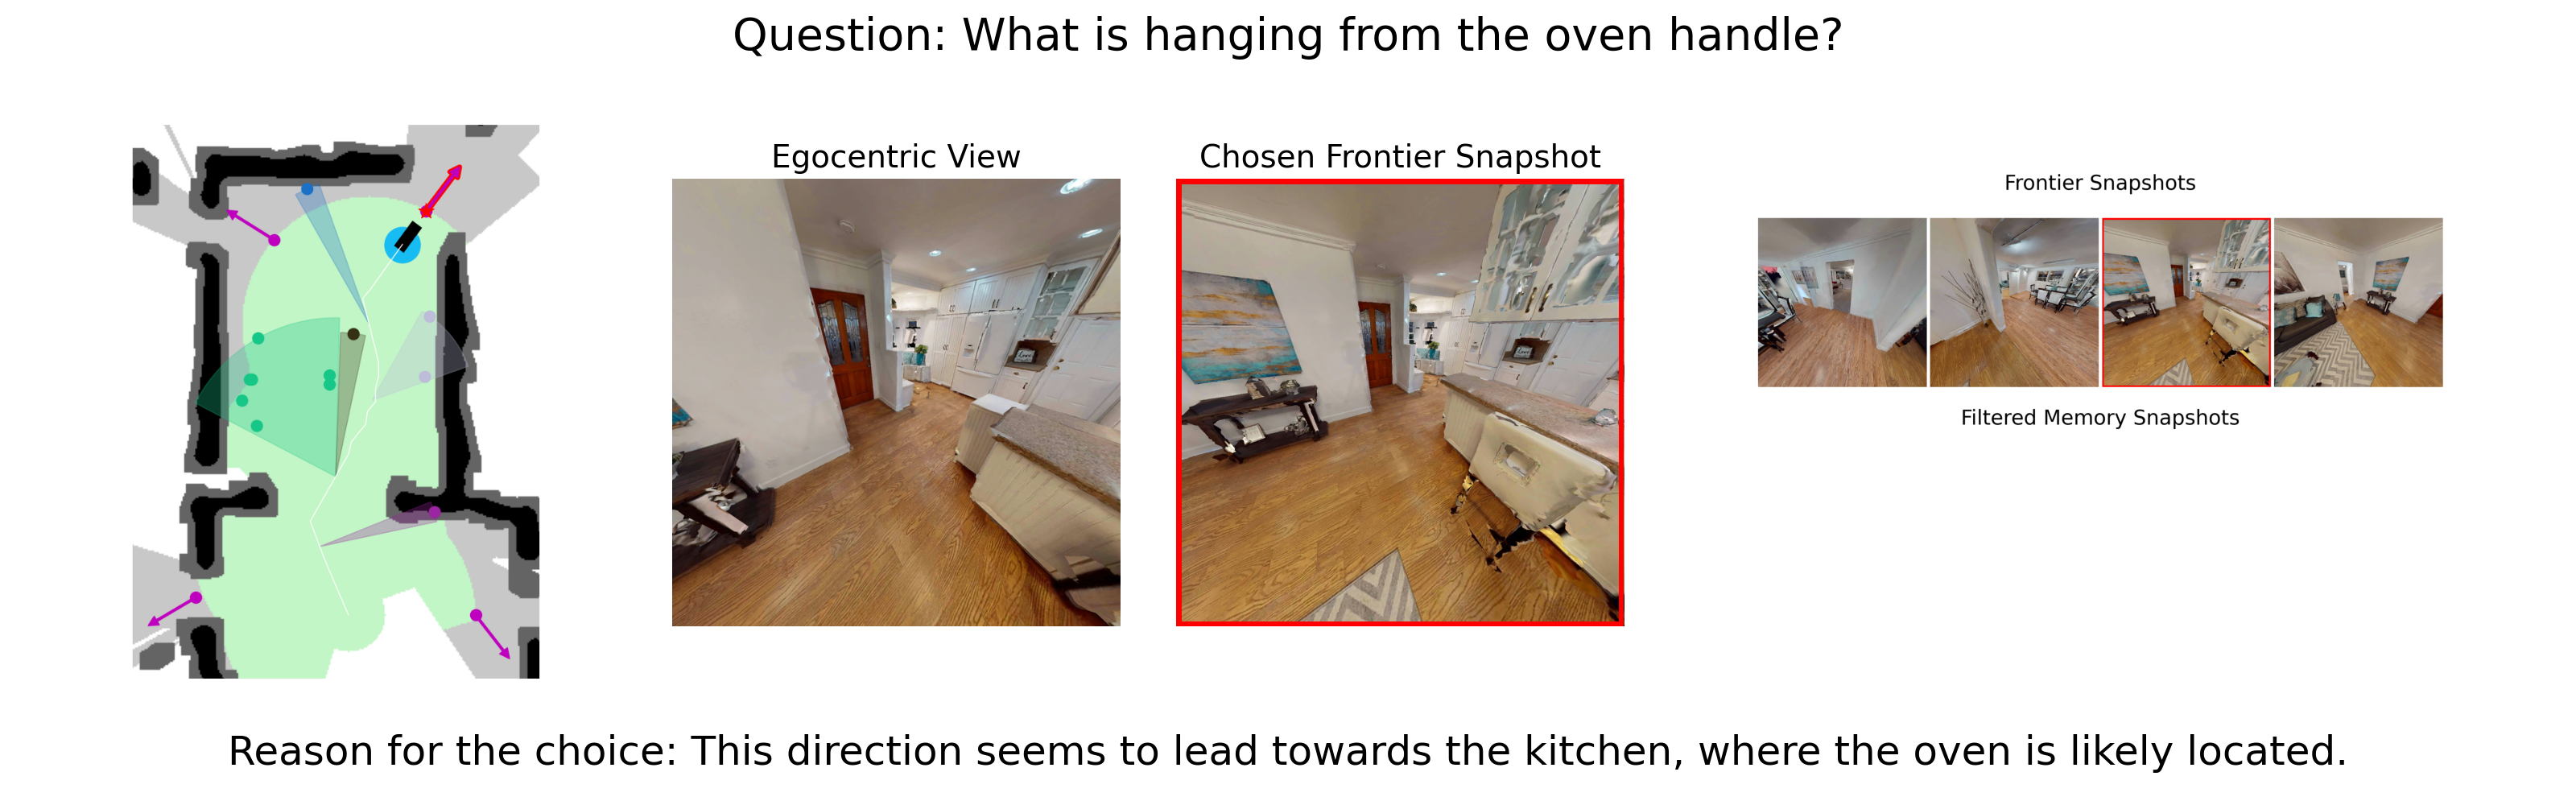 Question: What is hanging from the oven handle?
Egocentric View
Chosen Frontier Snapshot
Frontier Snapshots
Filtered Memory Snapshots
Reason for the choice: This direction seems to lead towards the kitchen, where the oven is likely located.